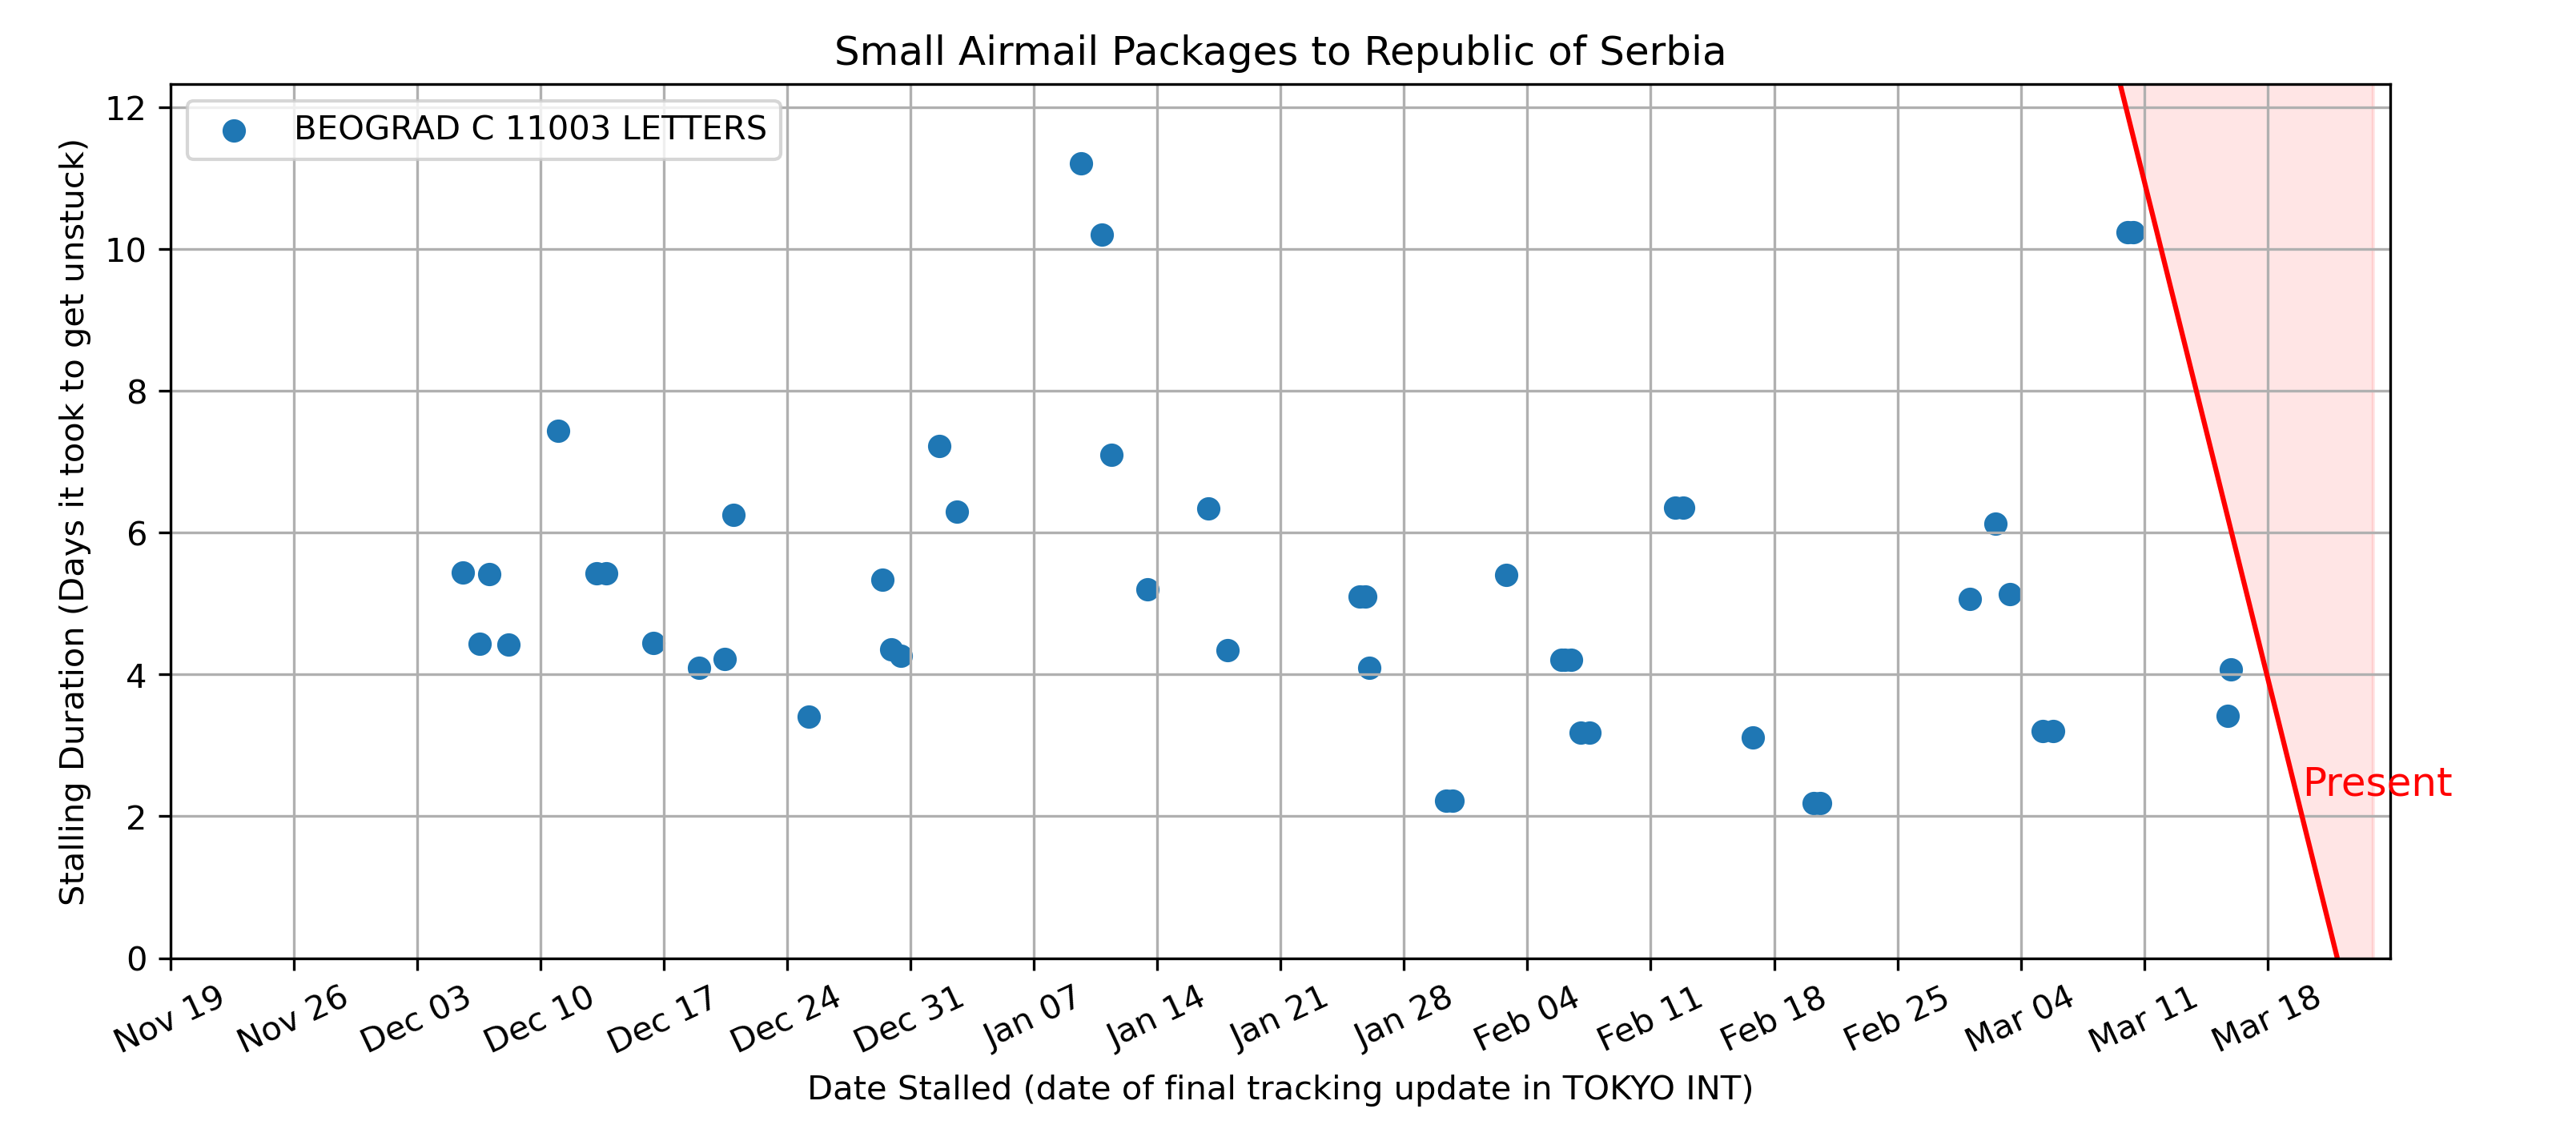 Small Airmail Packages to Republic of Serbia
BEOGRAD C 11003 LETTERS
Stalling Duration (Days it took to get unstuck)
12
10
8
6
4
2
0
Present
Nov 19
Nov 26
Dec 03
Dec 10
Dec 17
Dec 24
Dec 31
Jan 07
Jan 14
Jan 21
Jan 28
Feb 04
Feb 11
Feb 18
Feb 25
Mar 04
Mar 11
Mar 18
Date Stalled (date of final tracking update in TOKYO INT)